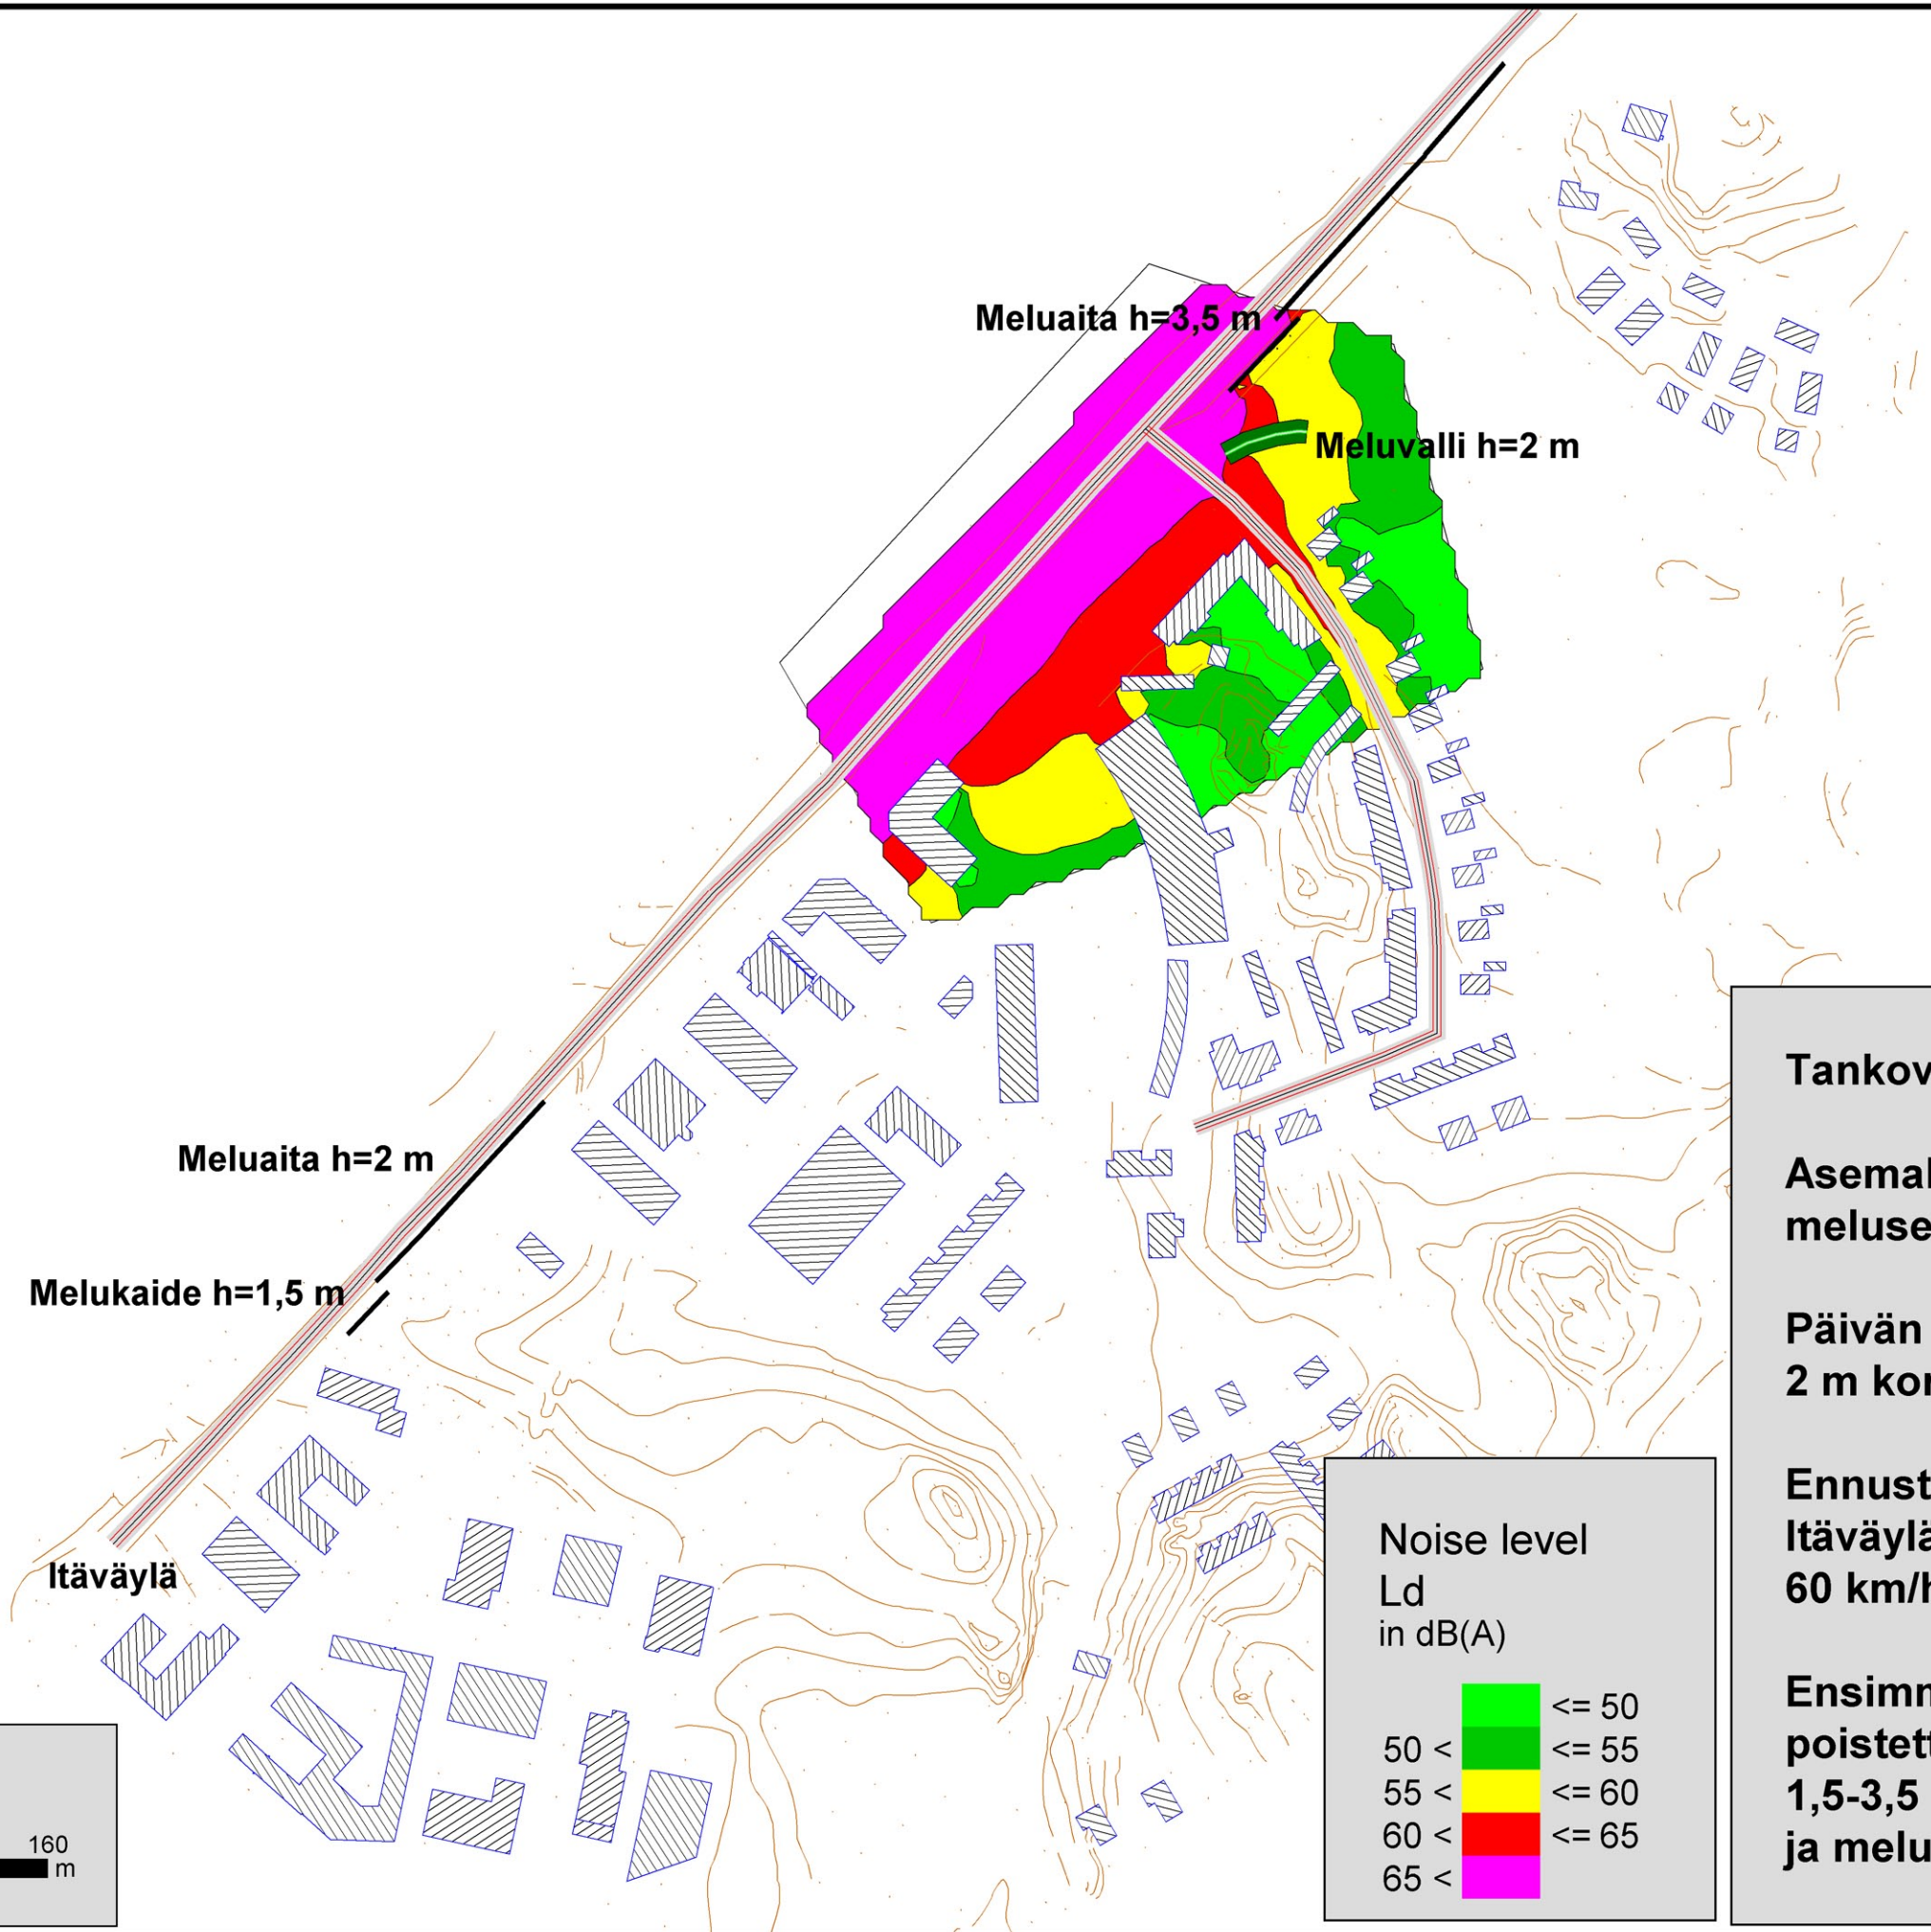 Meluaita h=3,5 m
Meluvalli h=2 m
Meluaita h=2 m
Melukaide h=1,5 m
Itäväylä
160
m
Noise level
Ld
in dB(A)
<= 50
50 < <= 55
55 < <= 60
60 < <= 65
65 <
Tankov
Asemal
meluse
Päivän
2 m kor
Ennust
Itäväylä
60 km/h
Ensimn
poistett
1,5-3,5
ja melu